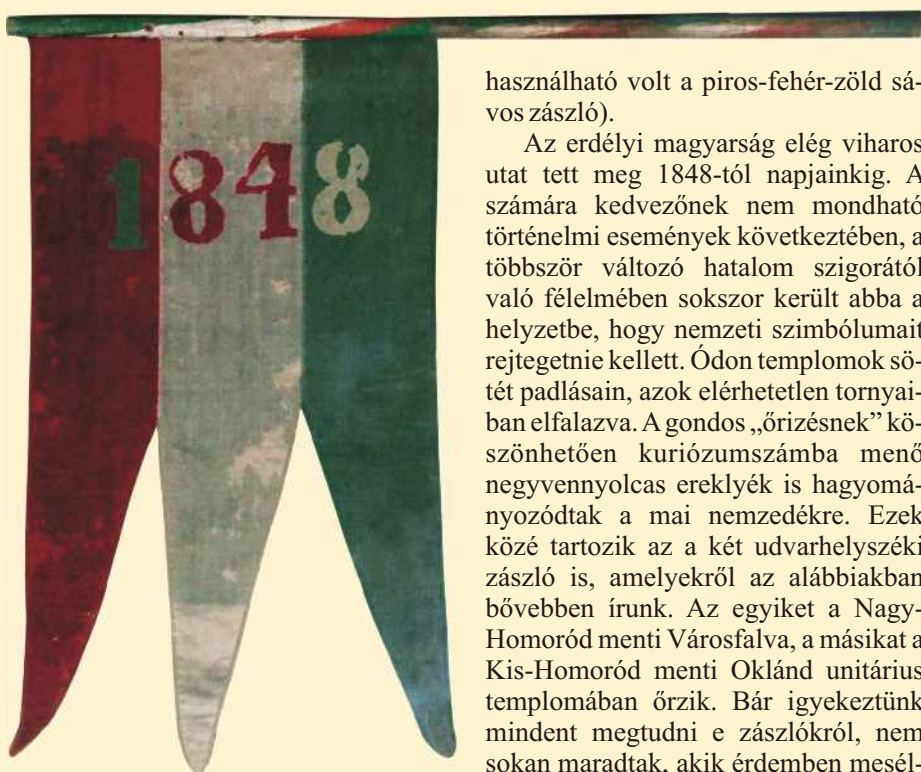 1848
használható volt a piros-fehér-zöld sá-
vos zászló).
Az erdélyi magyarság elég viharos
utat tett meg 1848-tól napjainkig. A
számára kedvezőnek nem mondható
történelmi események következtében, a
többször változó hatalom szigorától
való félelmében sokszor került abba a
helyzetbe, hogy nemzeti szimbólumait
rejtegetnie kellett. Ódon templomok sö-
tét padlásain, azok elérhetetlen tornyai-
ban elfalazva. A gondos „őrizésnek” kö-
szönhetően kuriózumszámba menő
negyvennyolcas ereklyék is hagyomá-
nyozódtak a mai nemzedékre. Ezek
közé tartozik az a két udvarhelyszéki
zászló is, amelyekről az alábbiakban
bővebben írunk. Az egyiket a Nagy-
Homoród menti Városfalva, a másikat a
Kis-Homoród menti Oklánd unitárius
templomában őrzik. Bár igyekeztünk
mindent megtudni e zászlókról, nem
sokan maradtak, akik érdemben mesél-